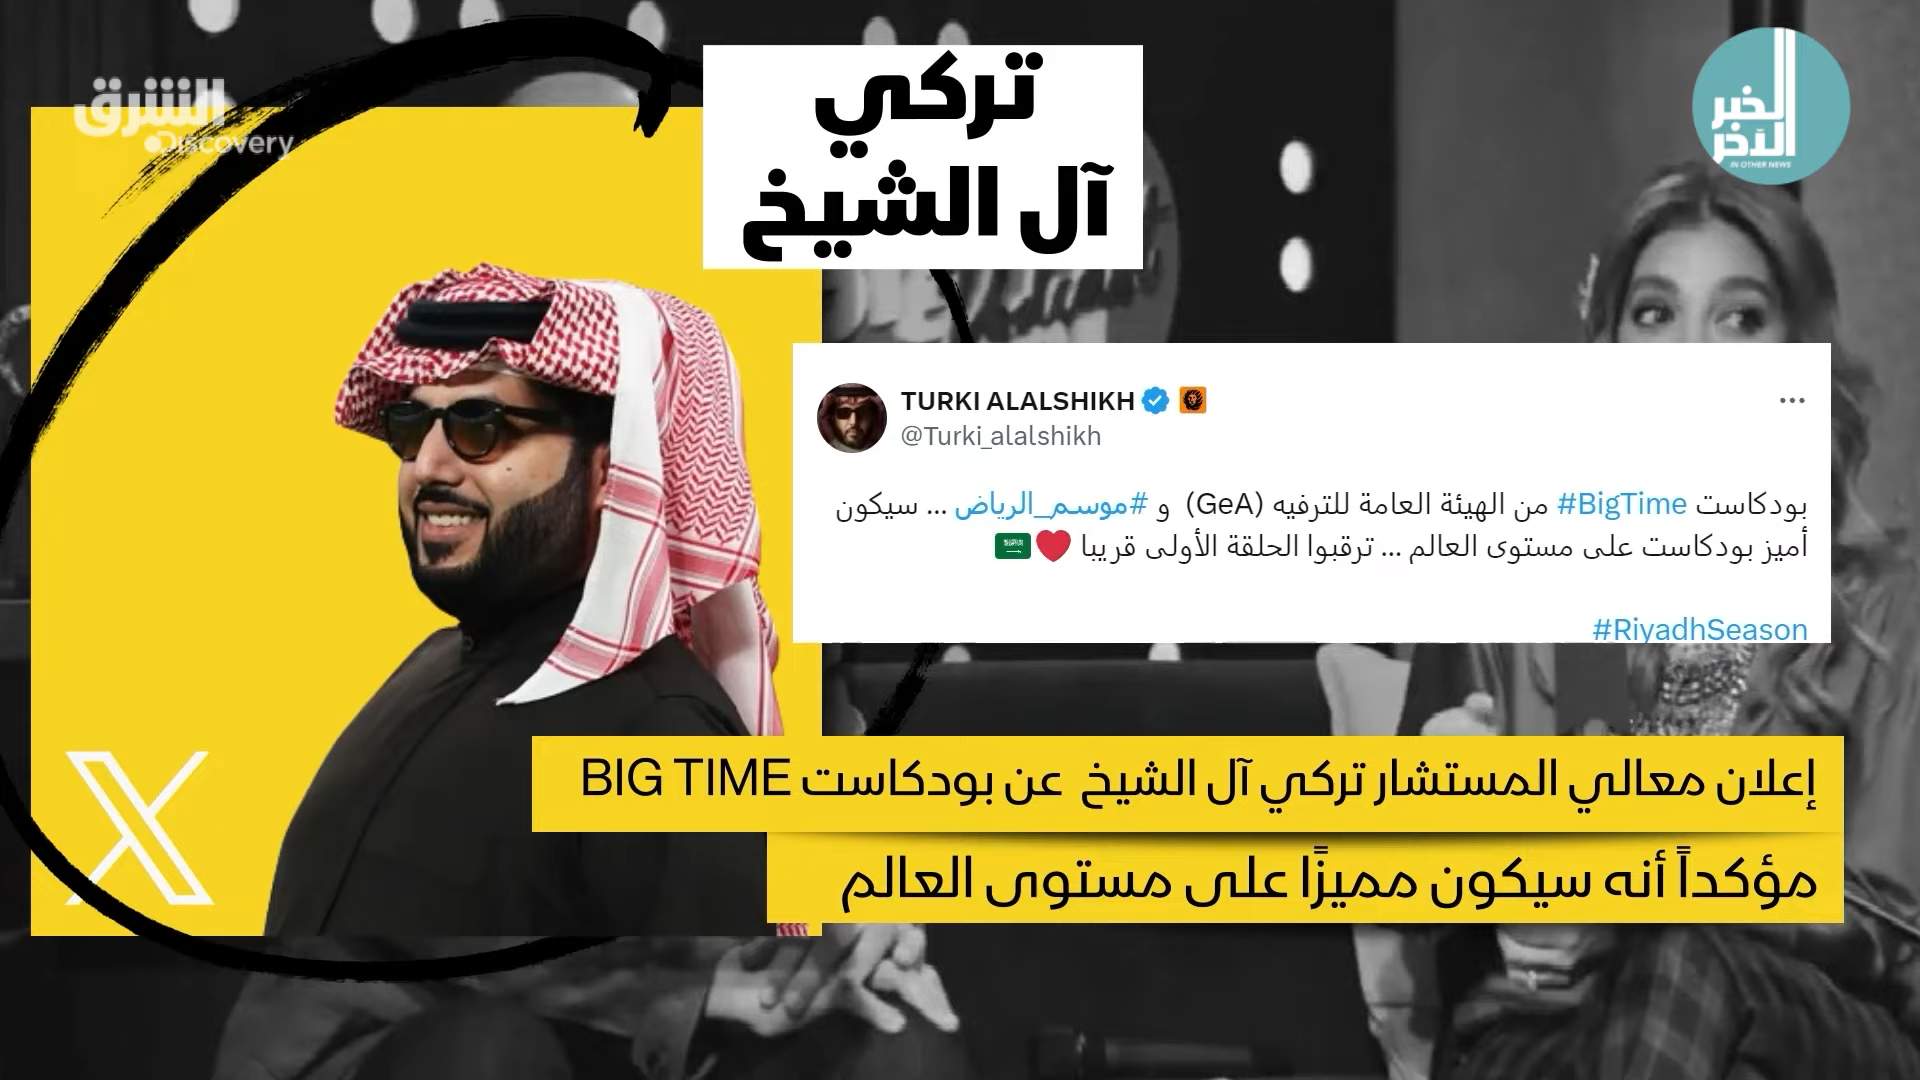 الشرق
Discovery
تركي
آل الشيخ
الخبر
الآخر
IN OTHER NEWS
TURKI ALALSHIKH
@Turki_alalshikh
بودكاست #BigTime من الهيئة العامة للترفيه (GeA) و #موسم_الرياض ... سيكون
أميز بودكاست على مستوى العالم ... ترقبوا الحلقة الأولى قريبا ❤️🇸🇦
#RiyadhSeason
X
إعلان معالي المستشار تركي آل الشيخ عن بودكاست BIG TIME
مؤكداً أنه سيكون مميزًا على مستوى العالم